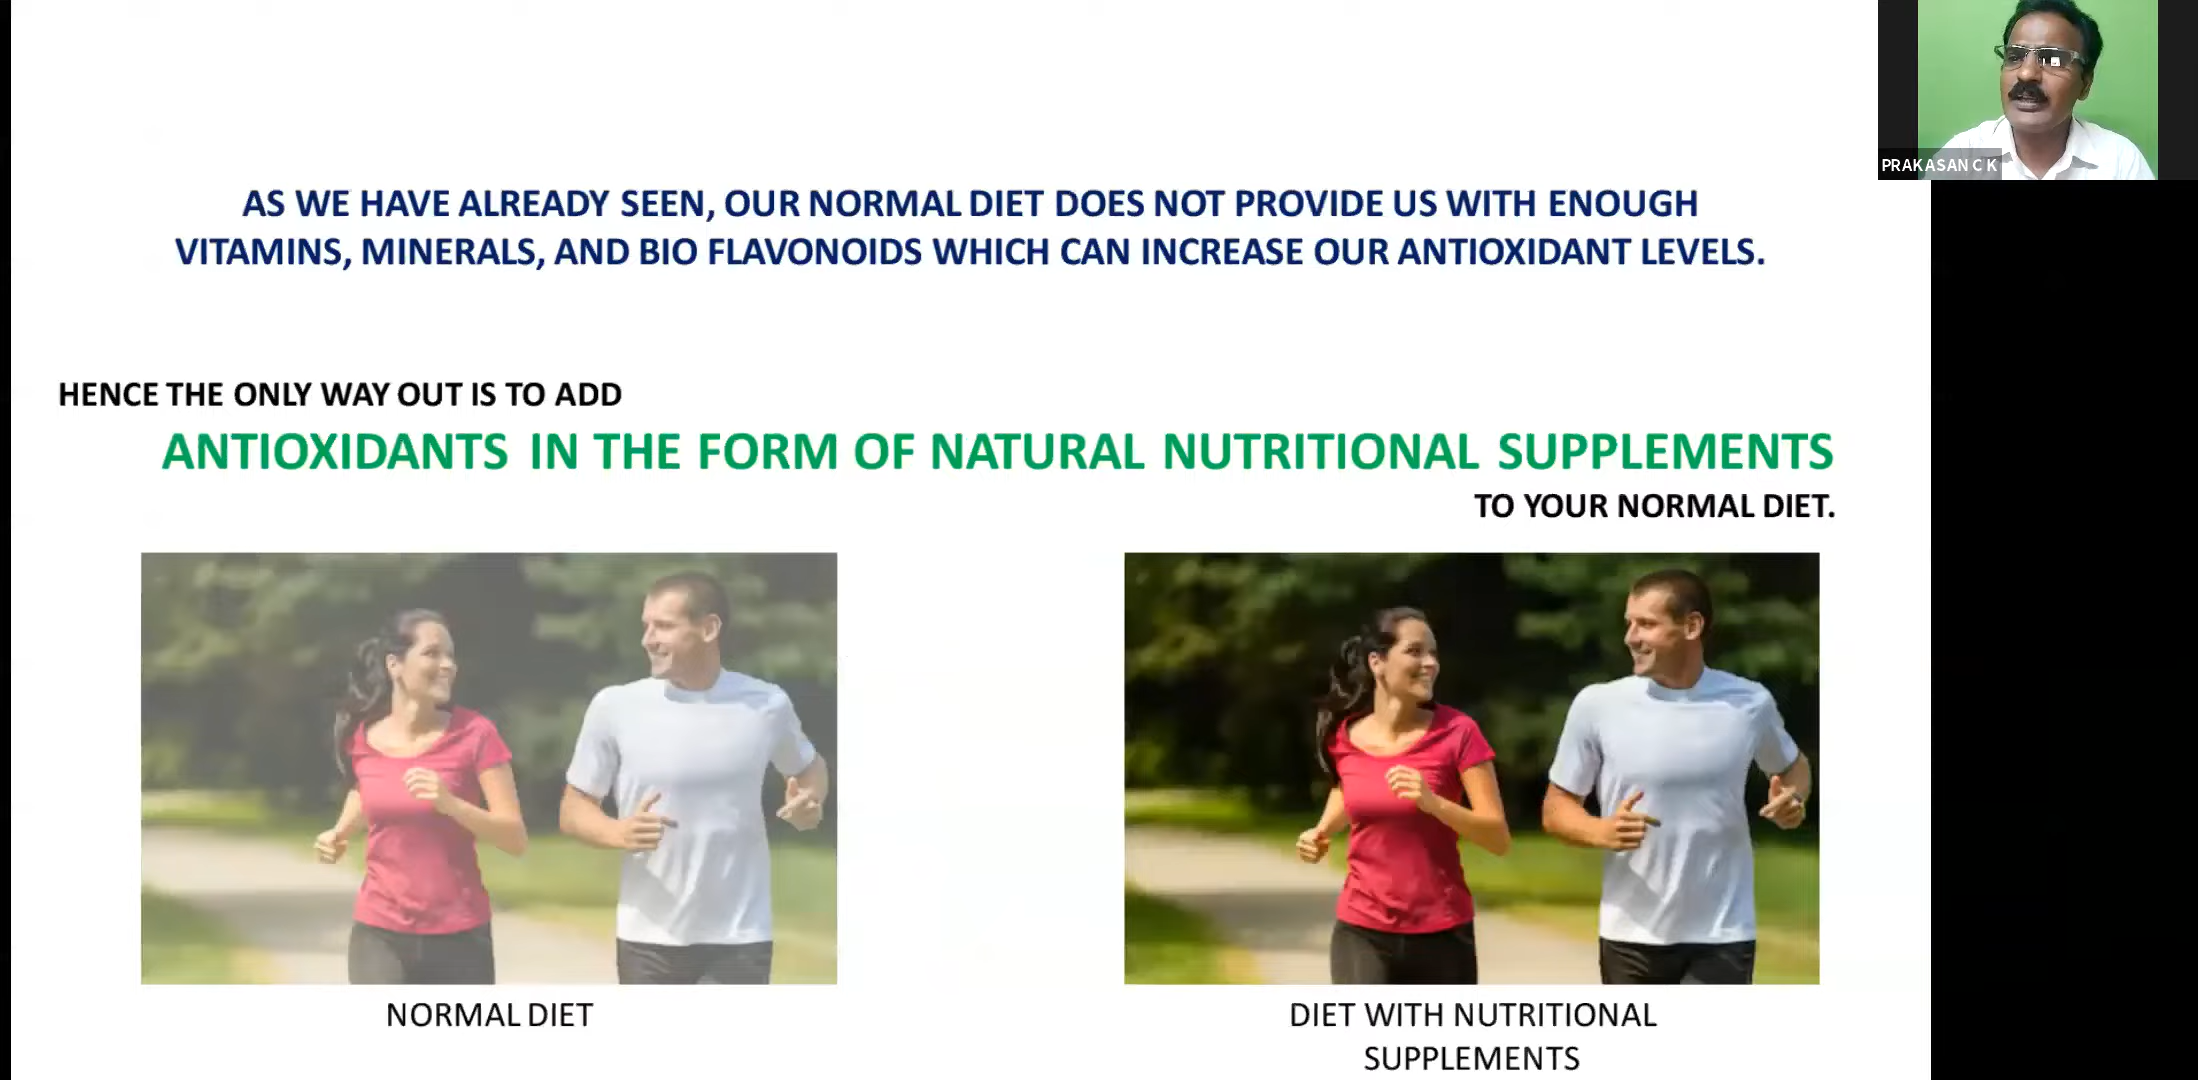 PRAKASAN C K
AS WE HAVE ALREADY SEEN, OUR NORMAL DIET DOES NOT PROVIDE US WITH ENOUGH
VITAMINS, MINERALS, AND BIO FLAVONOIDS WHICH CAN INCREASE OUR ANTIOXIDANT LEVELS.
HENCE THE ONLY WAY OUT IS TO ADD
ANTIOXIDANTS IN THE FORM OF NATURAL NUTRITIONAL SUPPLEMENTS
TO YOUR NORMAL DIET.
NORMAL DIET
DIET WITH NUTRITIONAL
SUPPLEMENTS